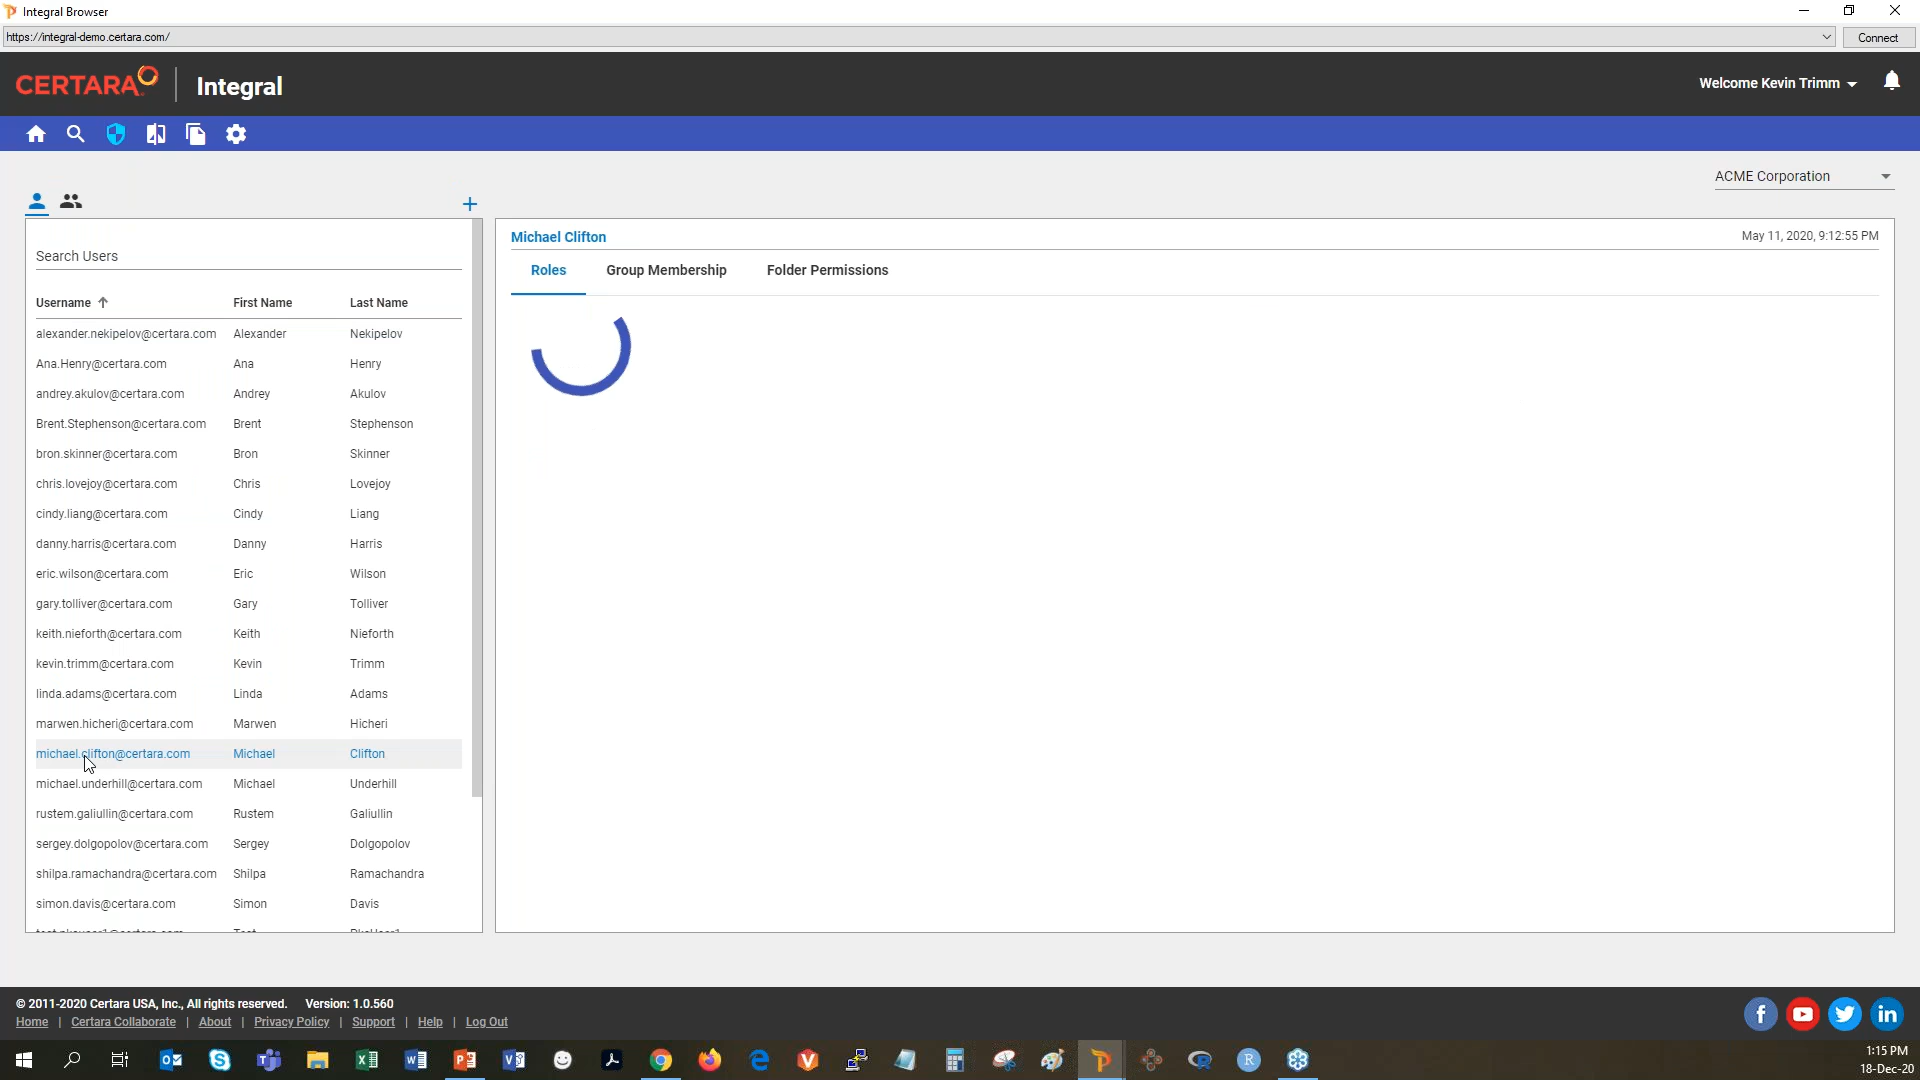 Integral Browser
https://integral-demo.certara.com/
Connect
CERTARA
Integral
Welcome Kevin Trimm
ACME Corporation
Search Users
Username First Name Last Name
alexander.nekipelov@certara.com Alexander Nekipelov
Ana.Henry@certara.com Ana Henry
andrey.akulov@certara.com Andrey Akulov
Brent.Stephenson@certara.com Brent Stephenson
bron.skinner@certara.com Bron Skinner
chris.lovejoy@certara.com Chris Lovejoy
cindy.liang@certara.com Cindy Liang
danny.harris@certara.com Danny Harris
eric.wilson@certara.com Eric Wilson
gary.tolliver@certara.com Gary Tolliver
keith.nieforth@certara.com Keith Nieforth
kevin.trimm@certara.com Kevin Trimm
linda.adams@certara.com Linda Adams
marwen.hicheri@certara.com Marwen Hicheri
michael.clifton@certara.com Michael Clifton
michael.underhill@certara.com Michael Underhill
rustem.galiullin@certara.com Rustem Galiullin
sergey.dolgopolov@certara.com Sergey Dolgopolov
shilpa.ramachandra@certara.com Shilpa Ramachandra
simon.davis@certara.com Simon Davis
Michael Clifton
May 11, 2020, 9:12:55 PM
Roles Group Membership Folder Permissions
© 2011-2020 Certara USA, Inc., All rights reserved. Version: 1.0.560
Home | Certara Collaborate | About | Privacy Policy | Support | Help | Log Out
1:15 PM
18-Dec-20